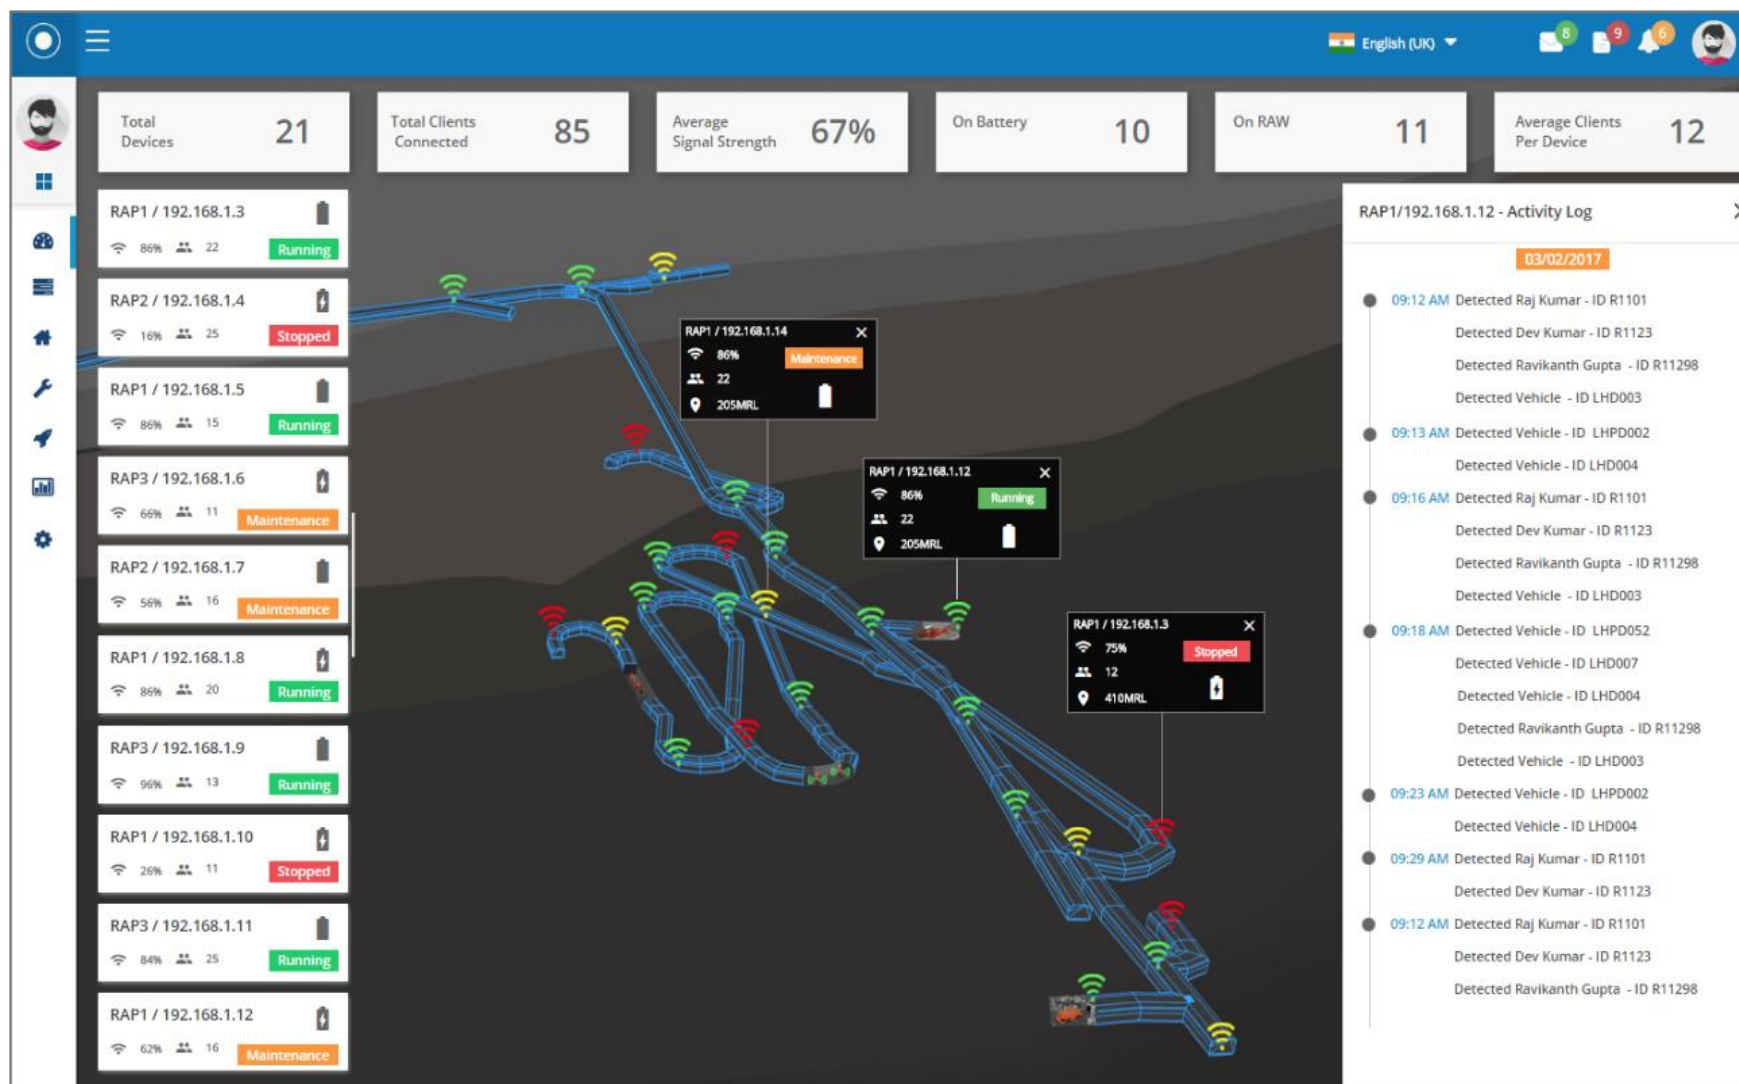 English (UK)
8
9
6
Total
Devices
21
Total Clients
Connected
85
Average
Signal Strength
67%
On Battery
10
On RAW
11
Average Clients
Per Device
12
RAP1 / 192.168.1.3
86% 22 Running
RAP2 / 192.168.1.4
16% 25 Stopped
RAP1 / 192.168.1.5
86% 15 Running
RAP3 / 192.168.1.6
66% 11 Maintenance
RAP2 / 192.168.1.7
56% 16 Maintenance
RAP1 / 192.168.1.8
86% 20 Running
RAP3 / 192.168.1.9
96% 13 Running
RAP1 / 192.168.1.10
26% 11 Stopped
RAP3 / 192.168.1.11
84% 25 Running
RAP1 / 192.168.1.12
62% 16 Maintenance
RAP1 / 192.168.1.14
86% Maintenance
22
205MRL
RAP1 / 192.168.1.12
86% Running
22
205MRL
RAP1 / 192.168.1.3
75% Stopped
12
410MRL
RAP1/192.168.1.12 - Activity Log
03/02/2017
09:12 AM Detected Raj Kumar - ID R1101
Detected Dev Kumar - ID R1123
Detected Ravikanth Gupta - ID R11298
Detected Vehicle - ID LHD003
09:13 AM Detected Vehicle - ID LHPD002
Detected Vehicle - ID LHD004
09:16 AM Detected Raj Kumar - ID R1101
Detected Dev Kumar - ID R1123
Detected Ravikanth Gupta - ID R11298
Detected Vehicle - ID LHD003
09:18 AM Detected Vehicle - ID LHPD052
Detected Vehicle - ID LHD007
Detected Vehicle - ID LHD004
Detected Ravikanth Gupta - ID R11298
Detected Vehicle - ID LHD003
09:23 AM Detected Vehicle - ID LHPD002
Detected Vehicle - ID LHD004
09:29 AM Detected Raj Kumar - ID R1101
Detected Dev Kumar - ID R1123
09:12 AM Detected Raj Kumar - ID R1101
Detected Dev Kumar - ID R1123
Detected Ravikanth Gupta - ID R11298